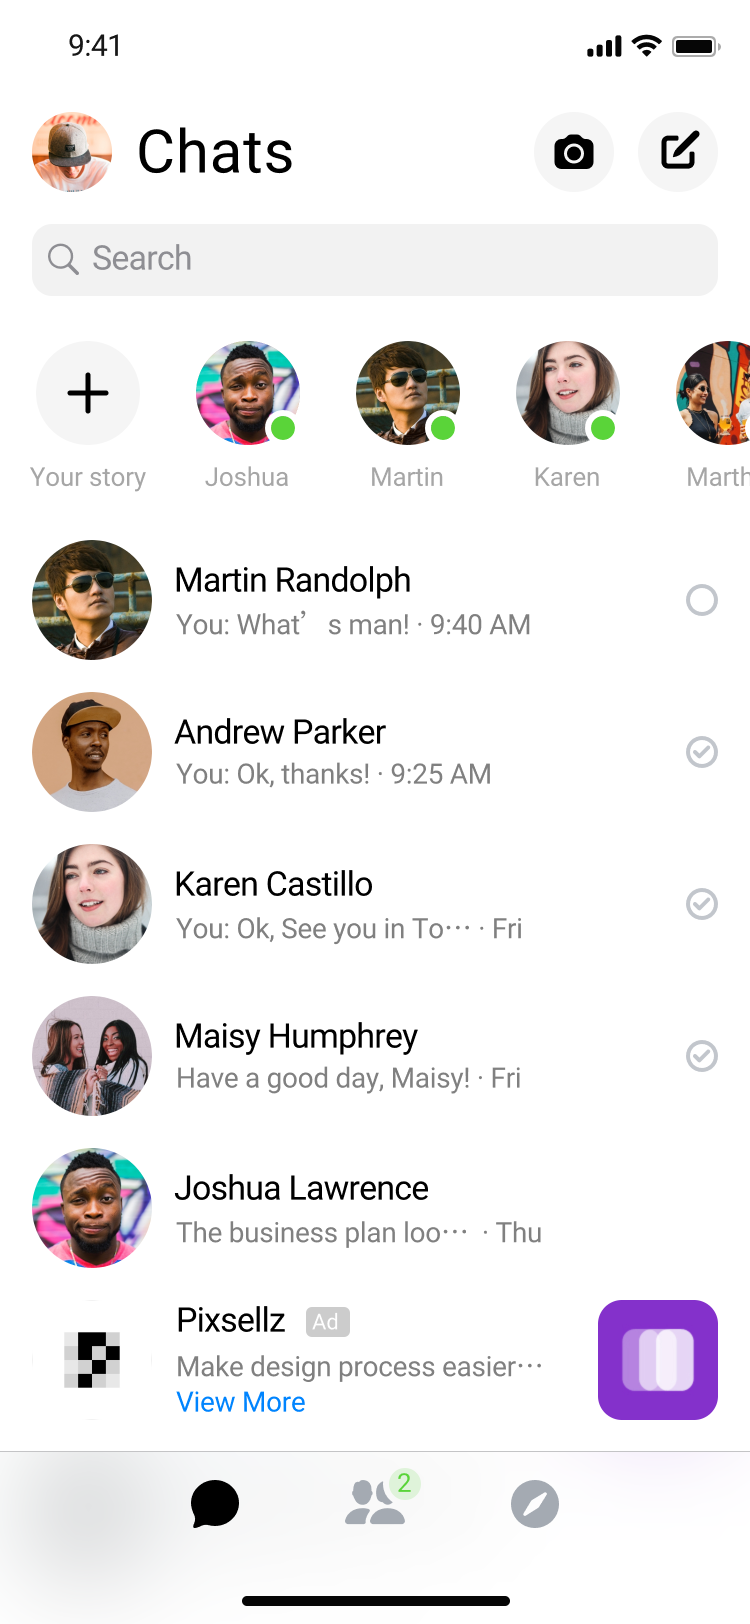 9:41
Chats
Search
Your story
Joshua
Martin
Karen
Marth
Martin Randolph
You: What’s man! · 9:40 AM
Andrew Parker
You: Ok, thanks! · 9:25 AM
Karen Castillo
You: Ok, See you in To··· · Fri
Maisy Humphrey
Have a good day, Maisy! · Fri
Joshua Lawrence
The business plan loo··· · Thu
Pixsellz Ad
Make design process easier···
View More
2